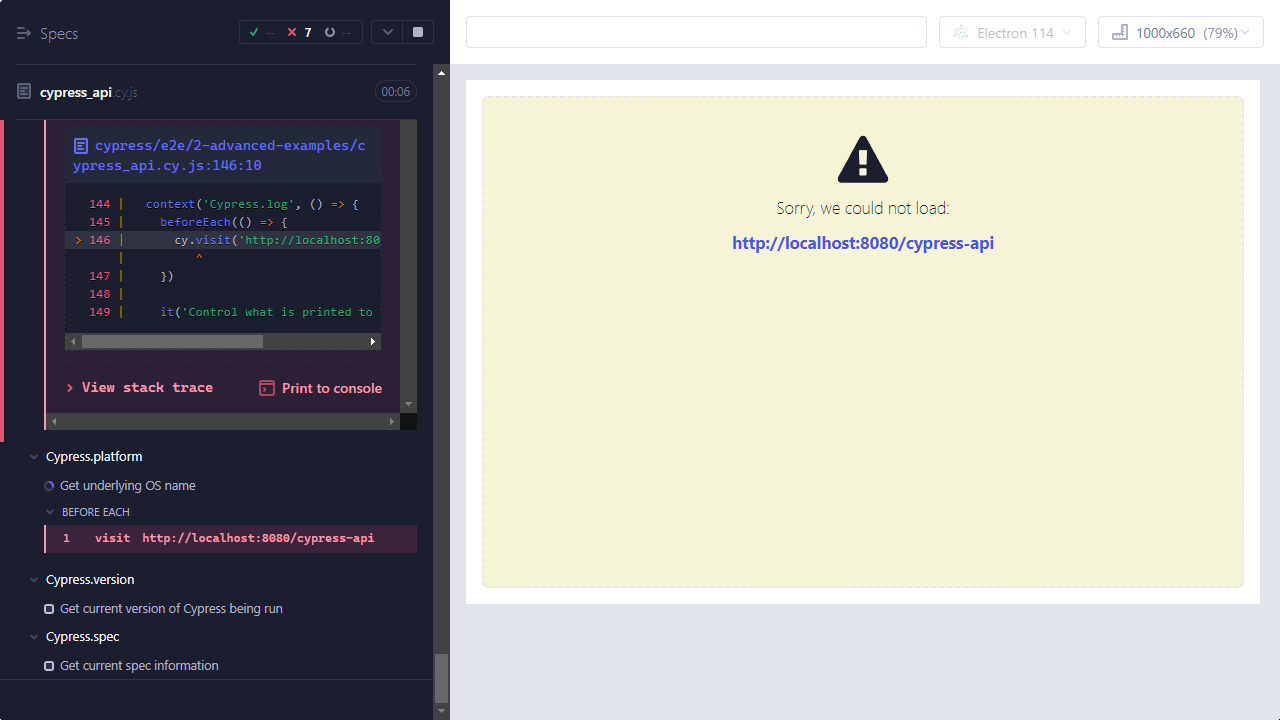 Specs
-- 7 --
cypress_api.cy.js
00:06
cypress/e2e/2-advanced-examples/c
ypress_api.cy.js:146:10
144 | context('Cypress.log', () => {
145 | beforeEach(() => {
> 146 | cy.visit('http://localhost:80
| ^
147 | })
148 |
149 | it('Control what is printed to
> View stack trace
Print to console
Cypress.platform
Get underlying OS name
BEFORE EACH
1 visit http://localhost:8080/cypress-api
Cypress.version
Get current version of Cypress being run
Cypress.spec
Get current spec information
Electron 114
1000x660 (79%)
Sorry, we could not load:
http://localhost:8080/cypress-api